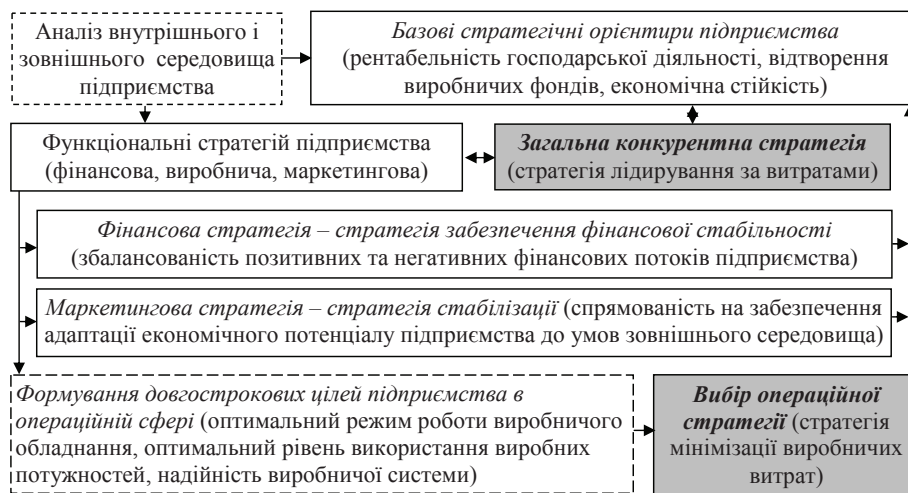 Аналіз внутрішнього і
зовнішнього середовища
підприємства
Базові стратегічні орієнтири підприємства
(рентабельність господарської діяльності, відтворення
виробничих фондів, економічна стійкість)
Функціональні стратегій підприємства
(фінансова, виробнича, маркетингова)
Загальна конкурентна стратегія
(стратегія лідирування за витратами)
Фінансова стратегія – стратегія забезпечення фінансової стабільності
(збалансованість позитивних та негативних фінансових потоків підприємства)
Маркетингова стратегія – стратегія стабілізації (спрямованість на забезпечення
адаптації економічного потенціалу підприємства до умов зовнішнього середовища)
Формування довгострокових цілей підприємства в
операційній сфері (оптимальний режим роботи виробничого
обладнання, оптимальний рівень використання виробних
потужностей, надійність виробничої системи)
Вибір операційної
стратегії (стратегія
мінімізації виробничих
витрат)